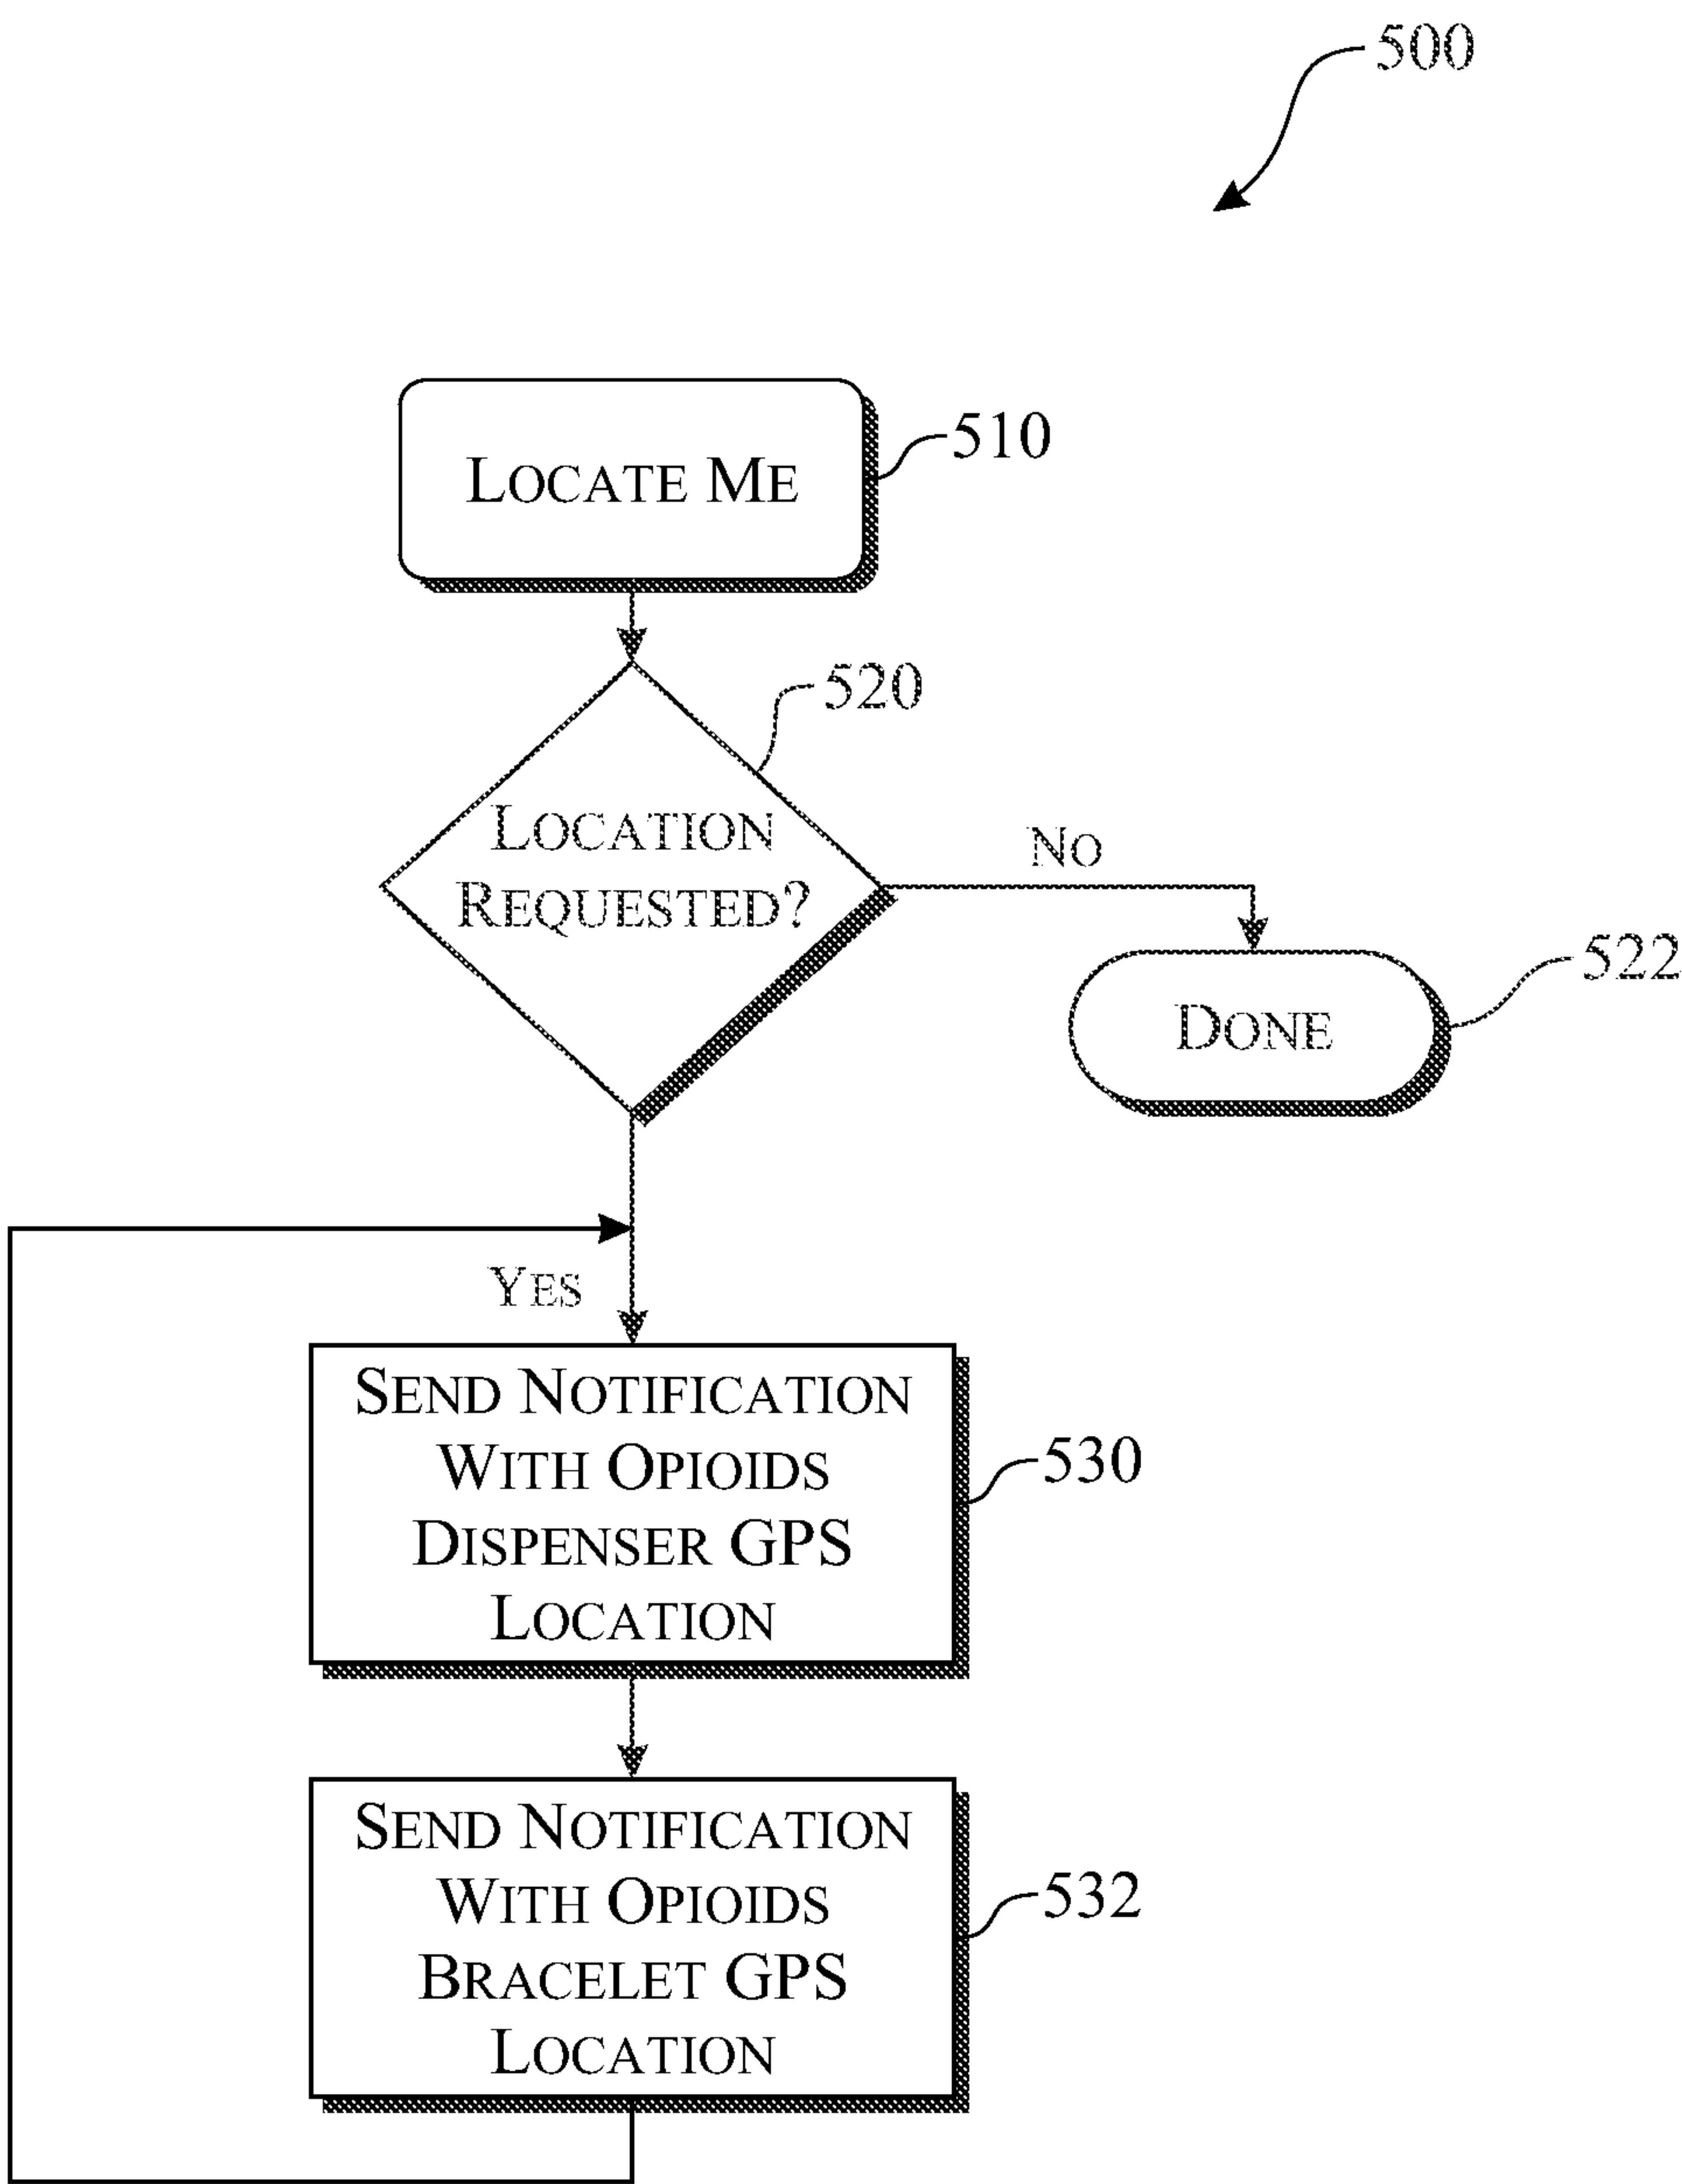 500
LOCATE ME
510
520
LOCATION
REQUESTED?
NO
522
DONE
YES
SEND NOTIFICATION
WITH OPIOIDS
DISPENSER GPS
LOCATION
530
SEND NOTIFICATION
WITH OPIOIDS
BRACELET GPS
LOCATION
532